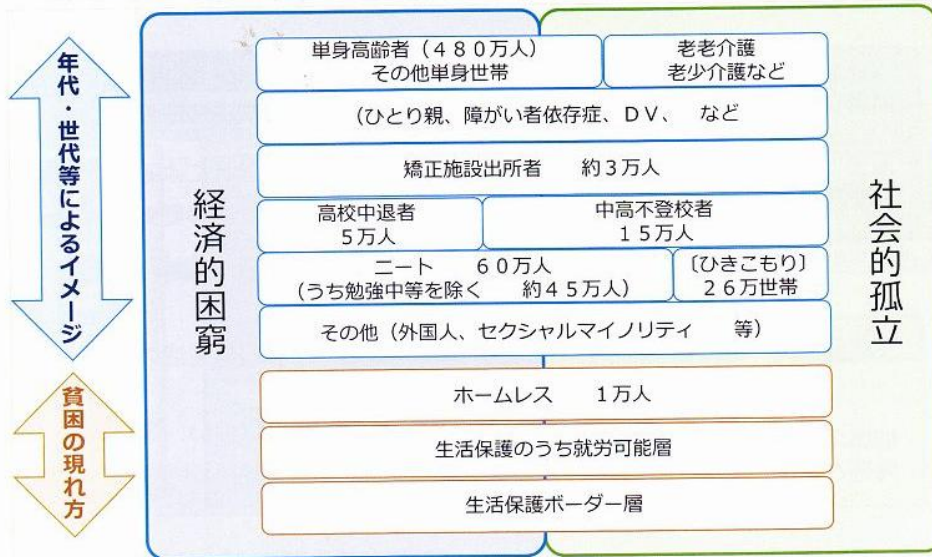 年代・世代等によるイメージ
貧困の現れ方
経済的困窮
社会的孤立
単身高齢者（４８０万人）
その他単身世帯
老老介護
老少介護など
（ひとり親、障がい者依存症、ＤＶ、　など
矯正施設出所者　　約３万人
高校中退者
５万人
中高不登校者
１５万人
ニート　　６０万人
（うち勉強中等を除く　　約４５万人）
〔ひきこもり〕
２６万世帯
その他（外国人、セクシャルマイノリティ　　等）
ホームレス　　１万人
生活保護のうち就労可能層
生活保護ボーダー層